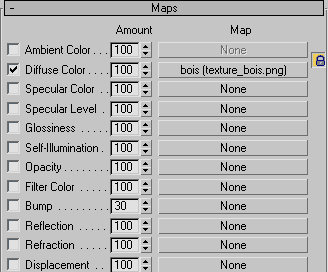 - Maps
Amount Map
Ambient Color . . . 100 None
Diffuse Color . . . . 100 bois (texture_bois.png)
Specular Color . . 100 None
Specular Level . . 100 None
Glossiness . . . . . 100 None
Self-Illumination . 100 None
Opacity . . . . . . . . 100 None
Filter Color . . . . . 100 None
Bump . . . . . . . . . 30 None
Reflection . . . . . 100 None
Refraction . . . . . 100 None
Displacement . . 100 None